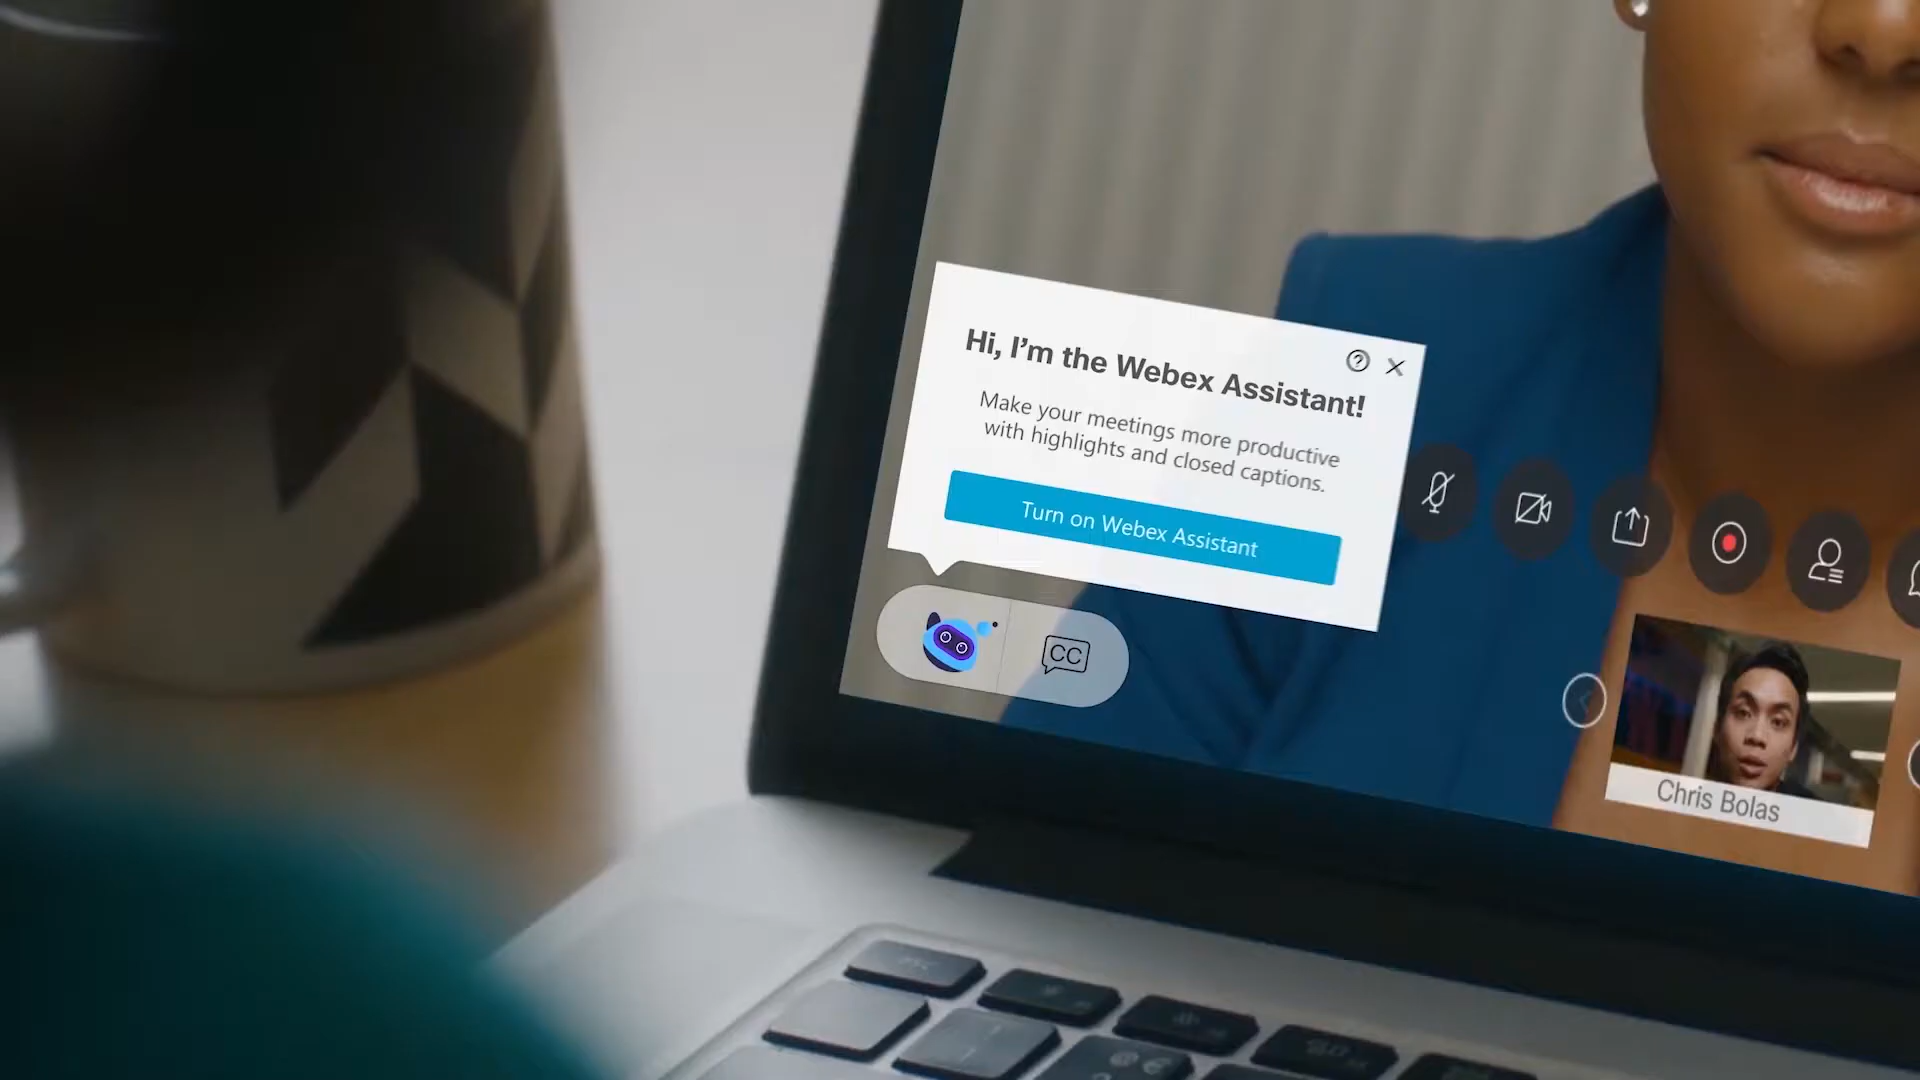 Hi, I’m the Webex Assistant!
Make your meetings more productive
with highlights and closed captions.
Turn on Webex Assistant
CC
Chris Bolas
esc